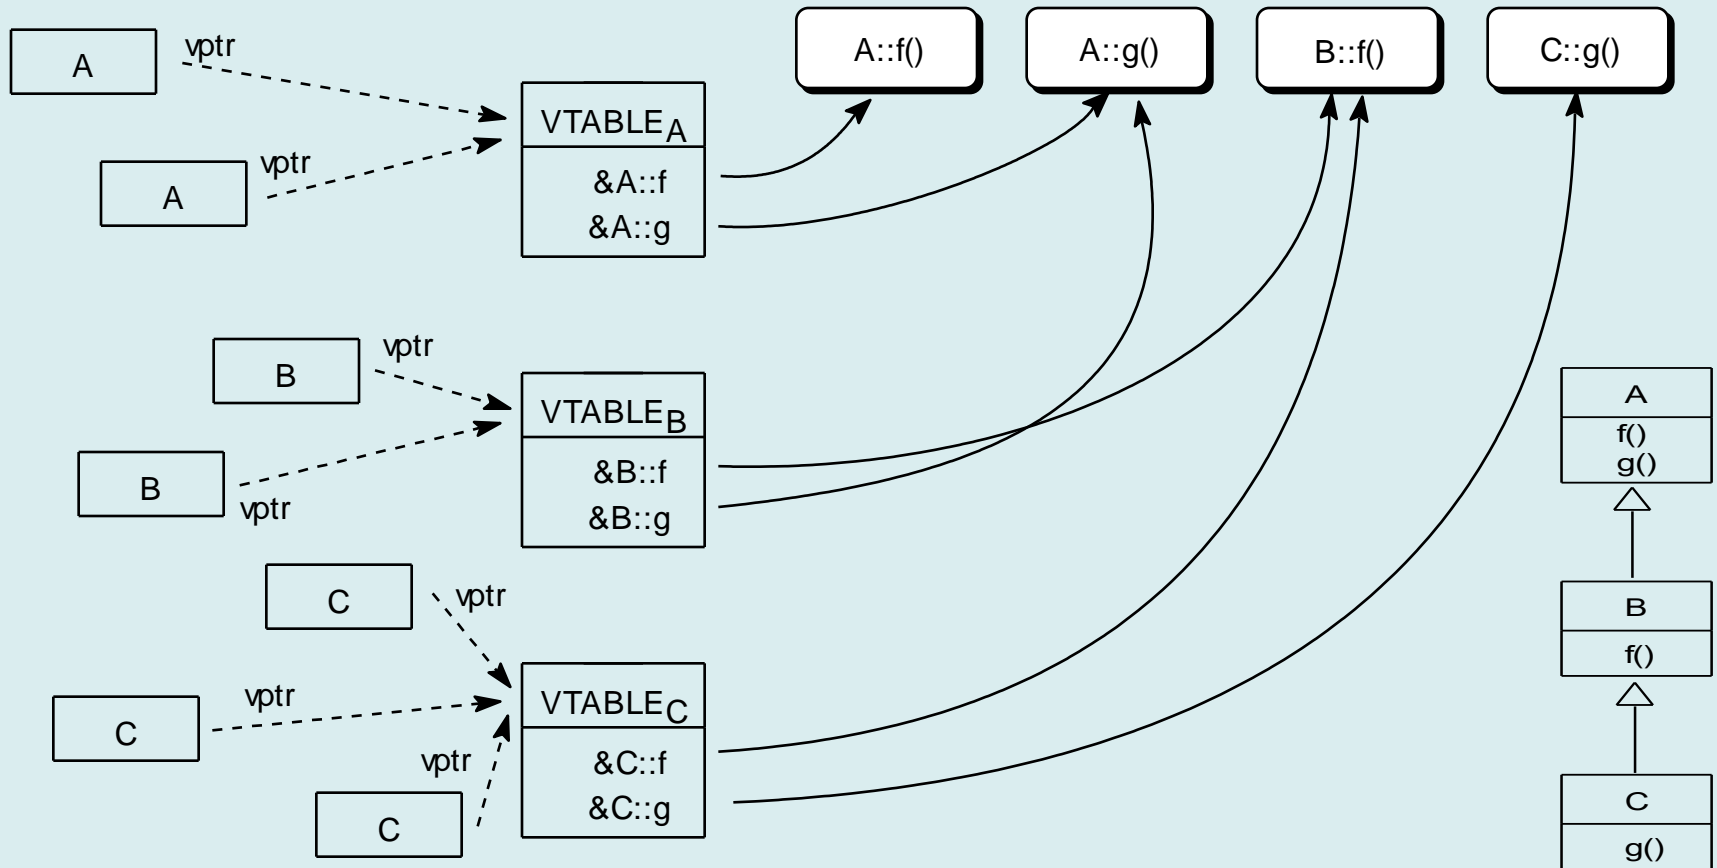 A::f()
A::g()
B::f()
C::g()
A
vptr
VTABLEA
A
vptr
&A::f
&A::g
B
vptr
VTABLEB
B
vptr
&B::f
&B::g
C
vptr
VTABLEC
C
vptr
&C::f
vptr
&C::g
C
A
f()
g()
B
f()
C
g()